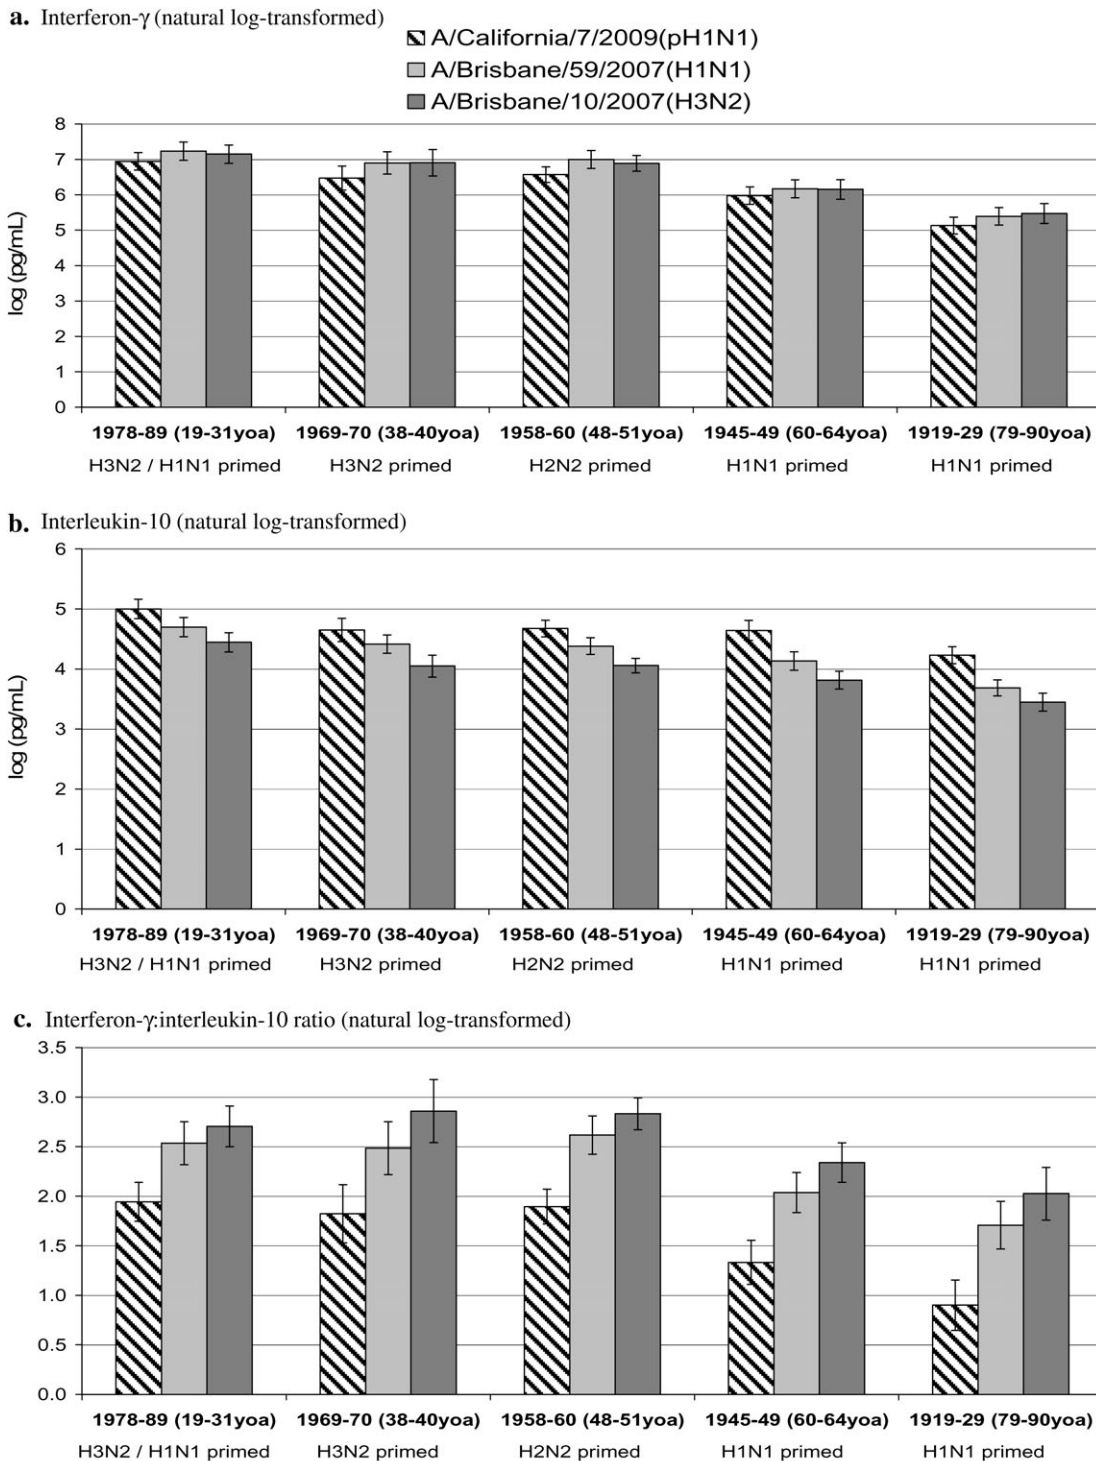 a. Interferon-γ (natural log-transformed)
A/California/7/2009(pH1N1)
A/Brisbane/59/2007(H1N1)
A/Brisbane/10/2007(H3N2)
8
7
6
5
4
3
2
1
0
log (pg/mL)
1978-89 (19-31yoa) 1969-70 (38-40yoa) 1958-60 (48-51yoa) 1945-49 (60-64yoa) 1919-29 (79-90yoa)
H3N2 / H1N1 primed H3N2 primed H2N2 primed H1N1 primed H1N1 primed
b. Interleukin-10 (natural log-transformed)
6
5
4
3
2
1
0
log (pg/mL)
1978-89 (19-31yoa) 1969-70 (38-40yoa) 1958-60 (48-51yoa) 1945-49 (60-64yoa) 1919-29 (79-90yoa)
H3N2 / H1N1 primed H3N2 primed H2N2 primed H1N1 primed H1N1 primed
c. Interferon-γ:interleukin-10 ratio (natural log-transformed)
3.5
3.0
2.5
2.0
1.5
1.0
0.5
0.0
1978-89 (19-31yoa) 1969-70 (38-40yoa) 1958-60 (48-51yoa) 1945-49 (60-64yoa) 1919-29 (79-90yoa)
H3N2 / H1N1 primed H3N2 primed H2N2 primed H1N1 primed H1N1 primed